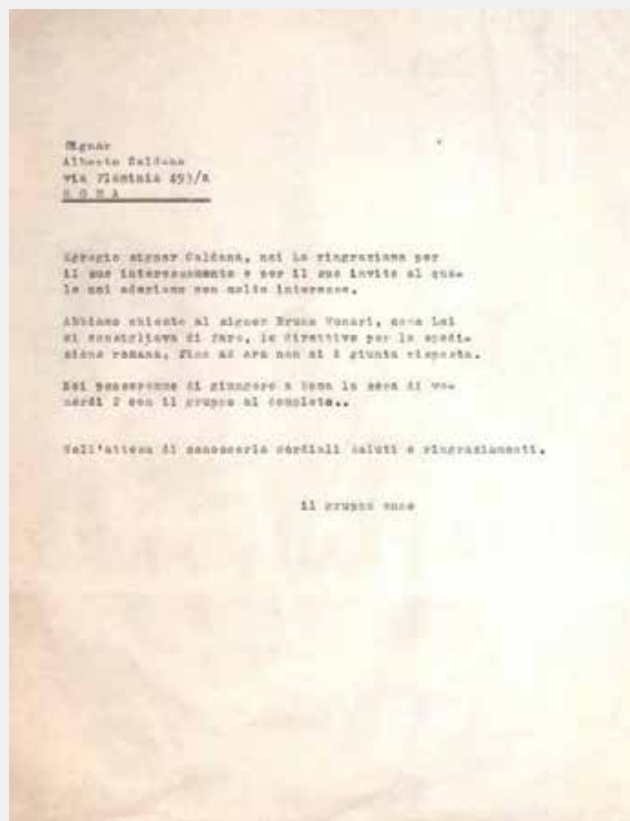 Signor
Alberto Caldana
via Flaminia 495/A
R O M A
Egregio signor Caldana, noi La ringraziamo per
il suo interessamento e per il suo invito al qua=
le noi aderiamo con molto interesse.
Abbiamo chiesto al signor Bruno Munari, come Lei
ci consigliava di fare, le direttive per la spedi=
zione romana, fino ad ora non ci è giunta risposta.
Noi penseremmo di giungere a Roma la sera di ve=
nerdì 2 con il gruppo al completo..
Nell'attesa di conoscerLa cordiali saluti e ringraziamenti.
il gruppo enne